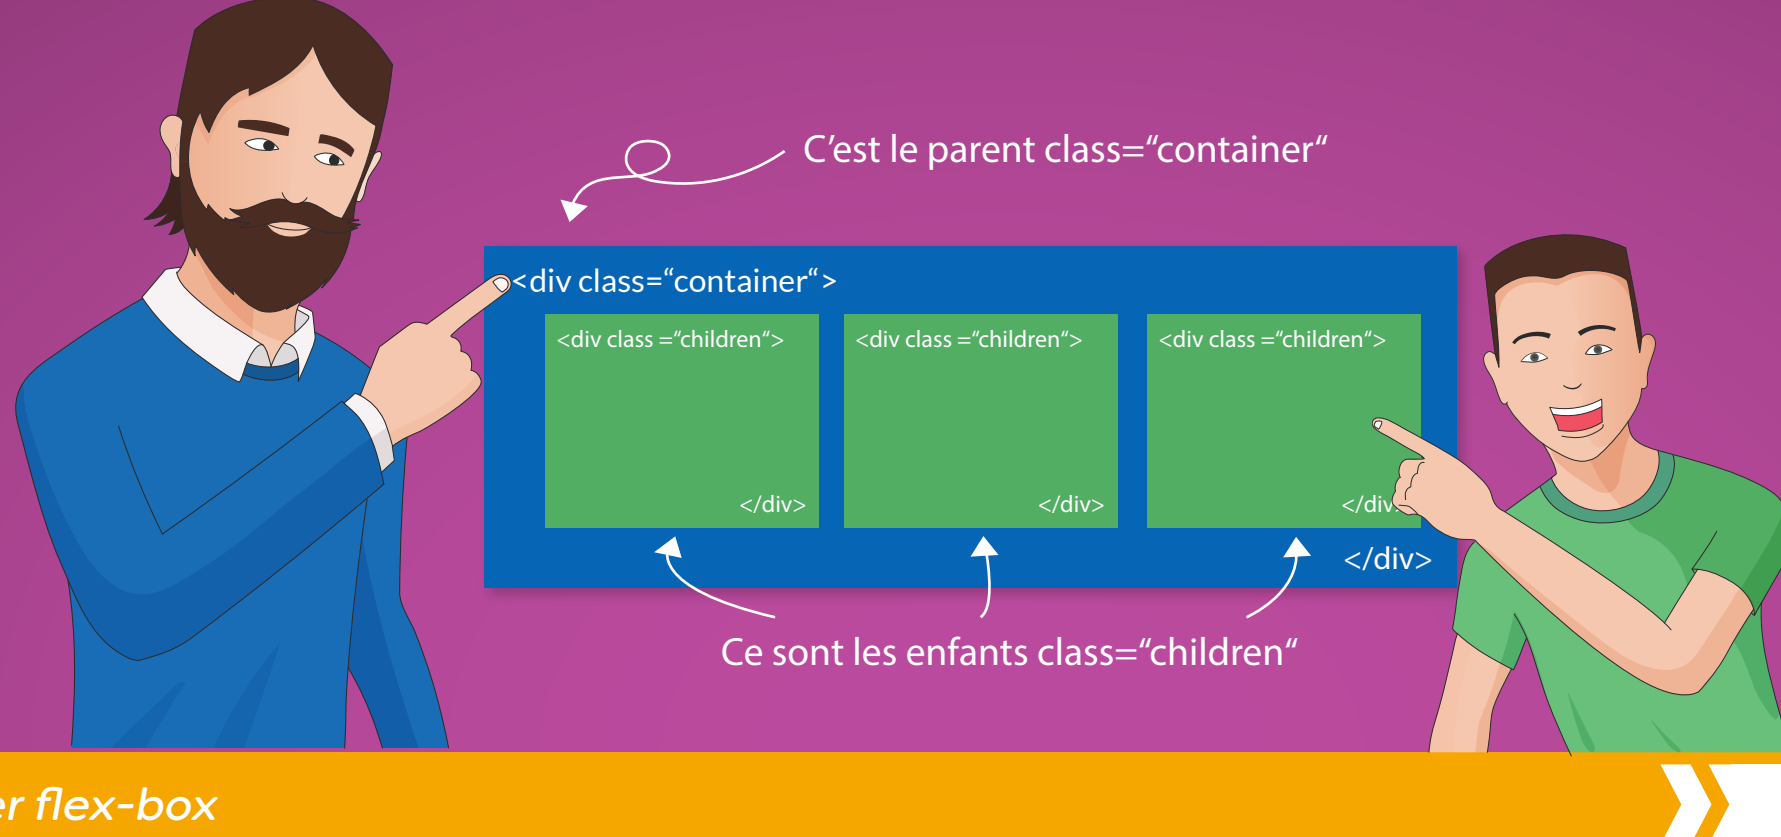 C'est le parent class=“container“
<div class=“container“>
<div class =“children“>
<div class =“children“>
<div class =“children“>
</div>
</div>
</div>
Ce sont les enfants class=“children“
flex-box